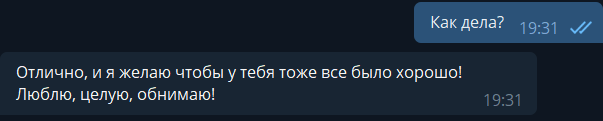 Как дела? 19:31
Отлично, и я желаю чтобы у тебя тоже все было хорошо!
Люблю, целую, обнимаю!
19:31